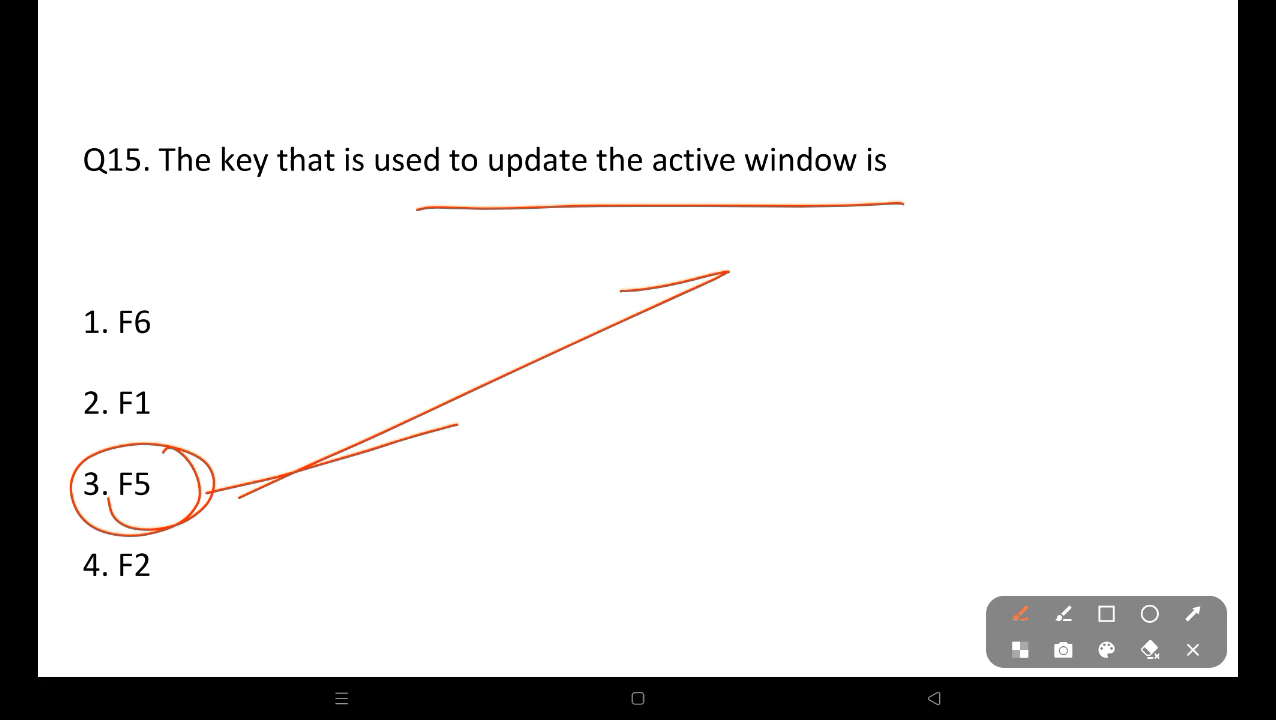 Q15. The key that is used to update the active window is
1. F6
2. F1
3. F5
4. F2